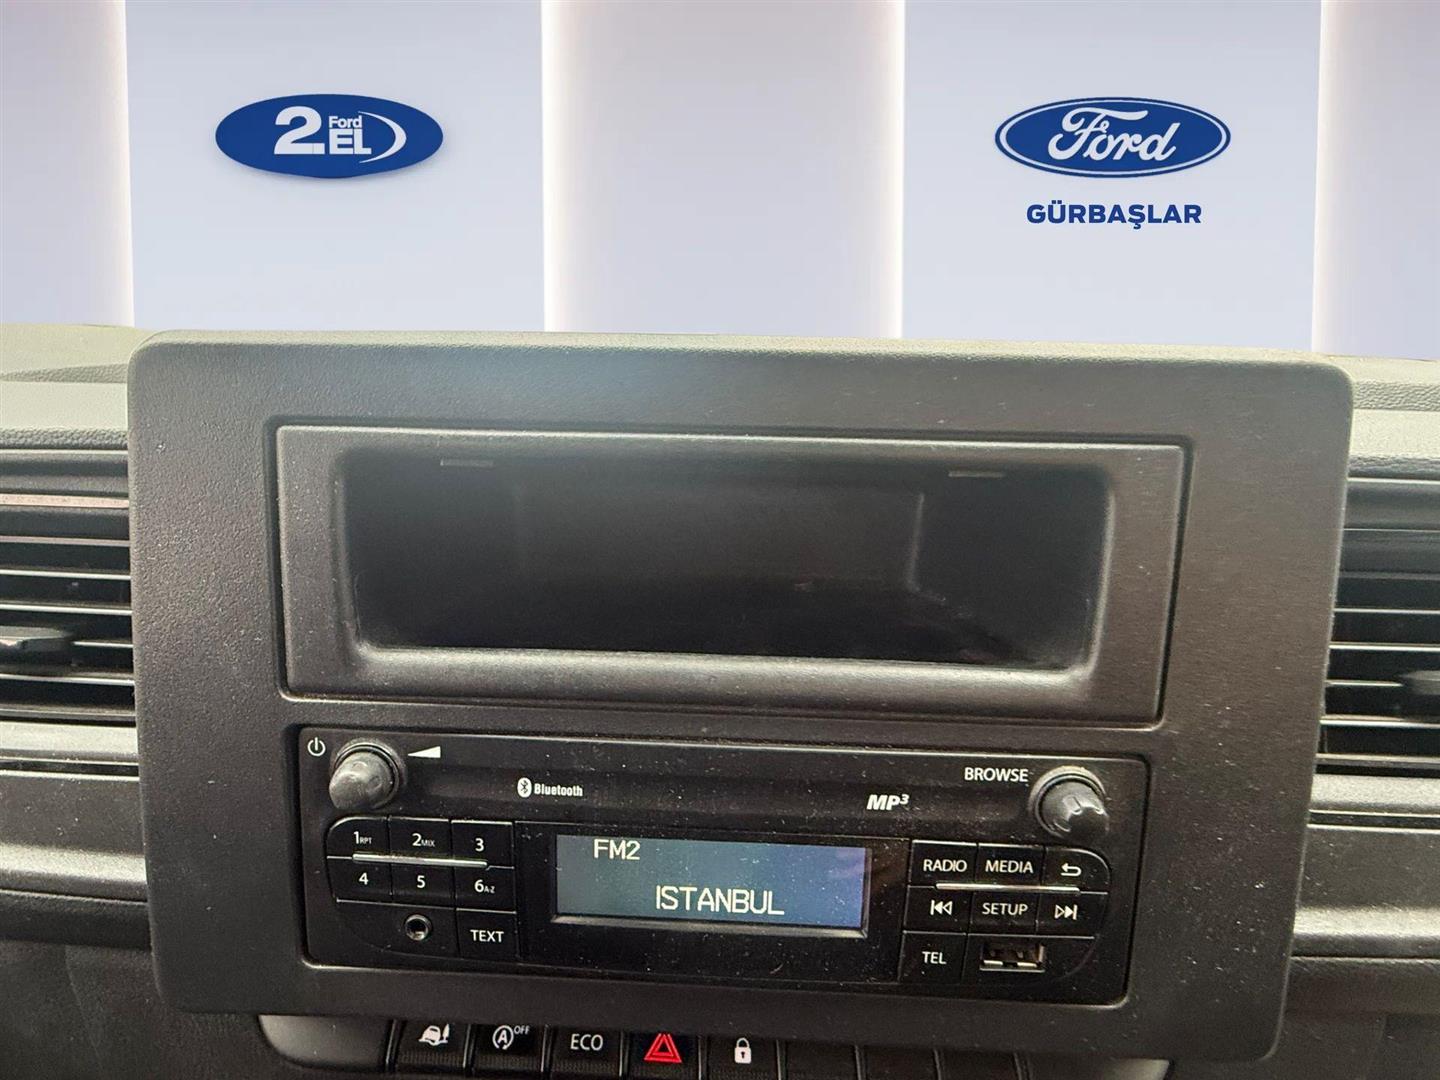 2 Ford EL
Ford
GÜRBAŞLAR
Bluetooth
MP3
BROWSE
1RPT 2MIX 3
4 5 6A-Z
TEXT
FM2
ISTANBUL
RADIO MEDIA
SETUP
TEL
OFF
A
ECO